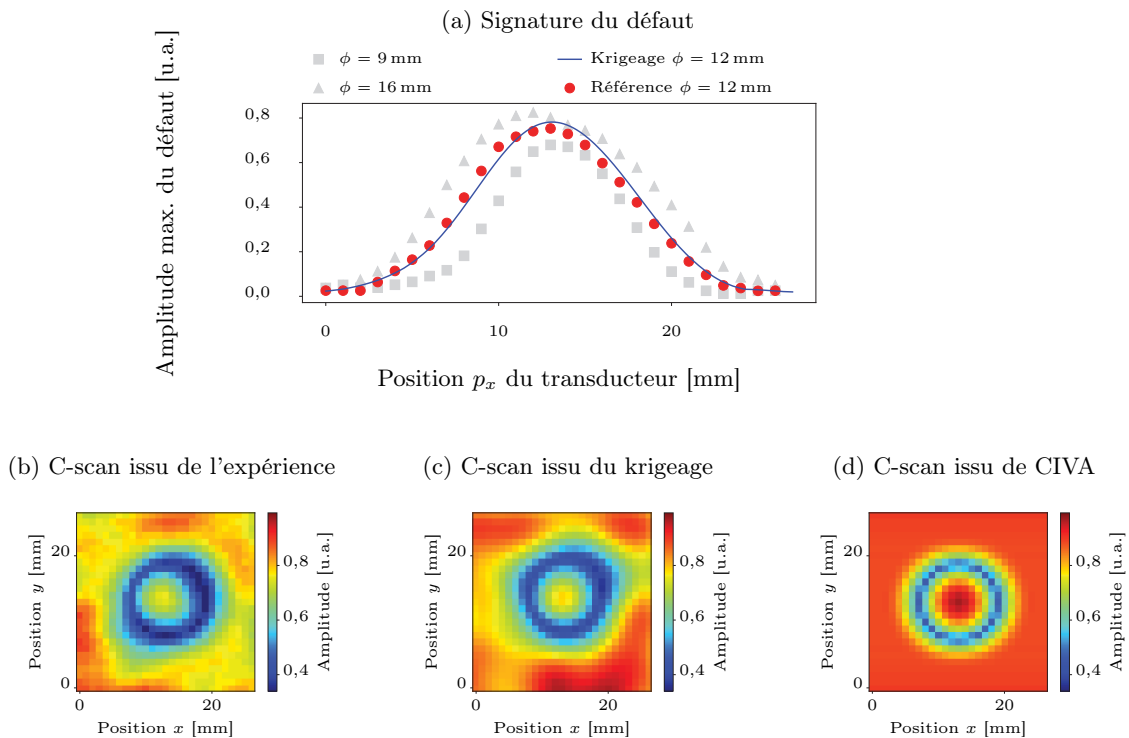 (a) Signature du défaut
ϕ = 9 mm
ϕ = 16 mm
Krigeage ϕ = 12 mm
Référence ϕ = 12 mm
Amplitude max. du défaut [u.a.]
0,8
0,6
0,4
0,2
0,0
0 10 20
Position pₓ du transducteur [mm]
(b) C-scan issu de l'expérience
Position y [mm]
20
10
0
0 20
Position x [mm]
0.8
0.6
0.4
Amplitude [u.a.]
(c) C-scan issu du krigeage
Position y [mm]
20
10
0
0 20
Position x [mm]
0.8
0.6
0.4
Amplitude [u.a.]
(d) C-scan issu de CIVA
Position y [mm]
20
10
0
0 20
Position x [mm]
0.8
0.6
0.4
Amplitude [u.a.]